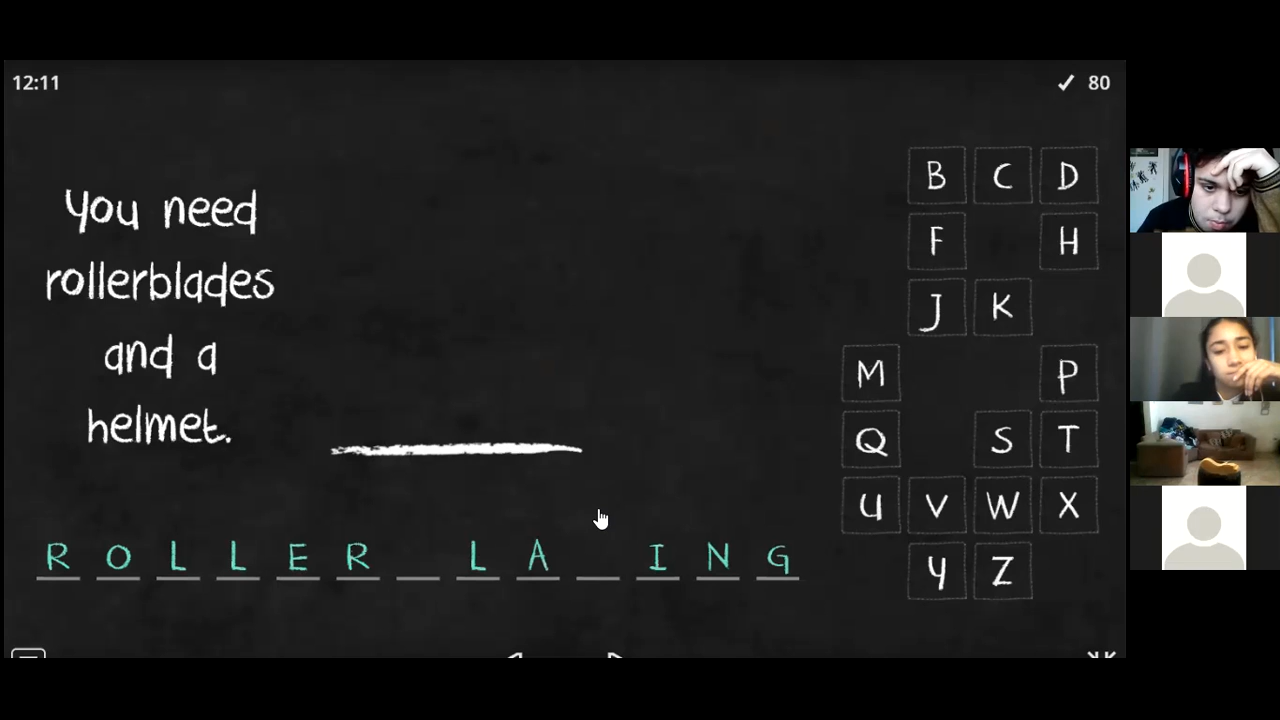 12:11
✓ 80
you need
rollerblades
and a
helmet.
B C D
F H
J K
M P
Q S T
U V W X
Y Z
R O L L E R _ L A _ I N G